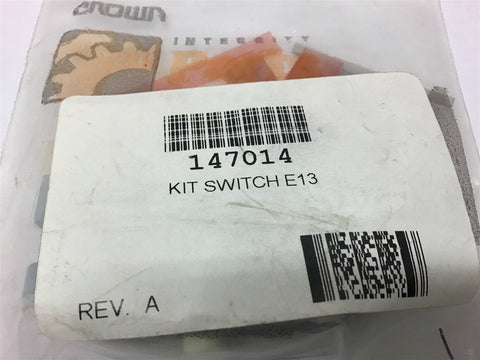 CROWN
INTEGRITY
147014
KIT SWITCH E13
REV. A